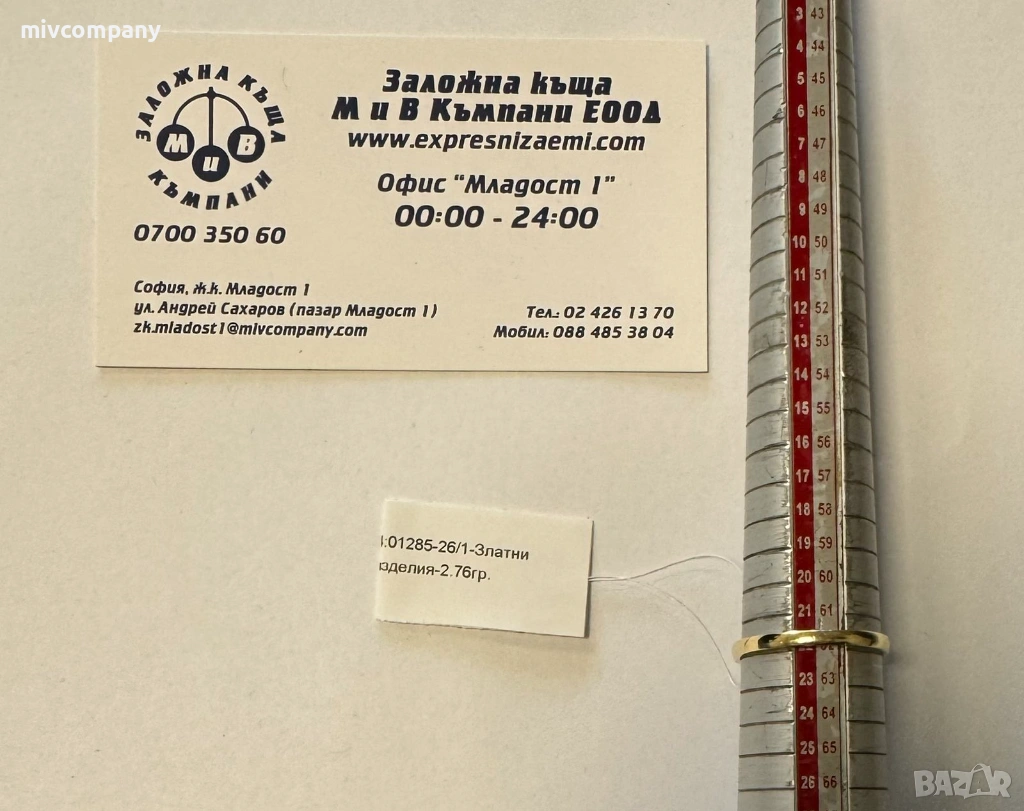 mivcompany
ЗАЛОЖНА КЪЩА
М и В
КЪМПАНИ
0700 350 60
Заложна къща
М и В Къмпани ЕООД
www.expresnizaemi.com
Офис "Младост 1"
00:00 - 24:00
София, ж.к. Младост 1
ул. Андрей Сахаров (пазар Младост 1)
zk.mladost1@mivcompany.com
Тел.: 02 426 13 70
Мобил: 088 485 38 04
:01285-26/1-Златни
зделия-2.76гр.
3 43
4 44
5 45
6 46
7 47
8 48
9 49
10 50
11 51
12 52
13 53
14 54
15 55
16 56
17 57
18 58
19 59
20 60
21 61
23 63
24 64
25 65
26 66
BAZAR